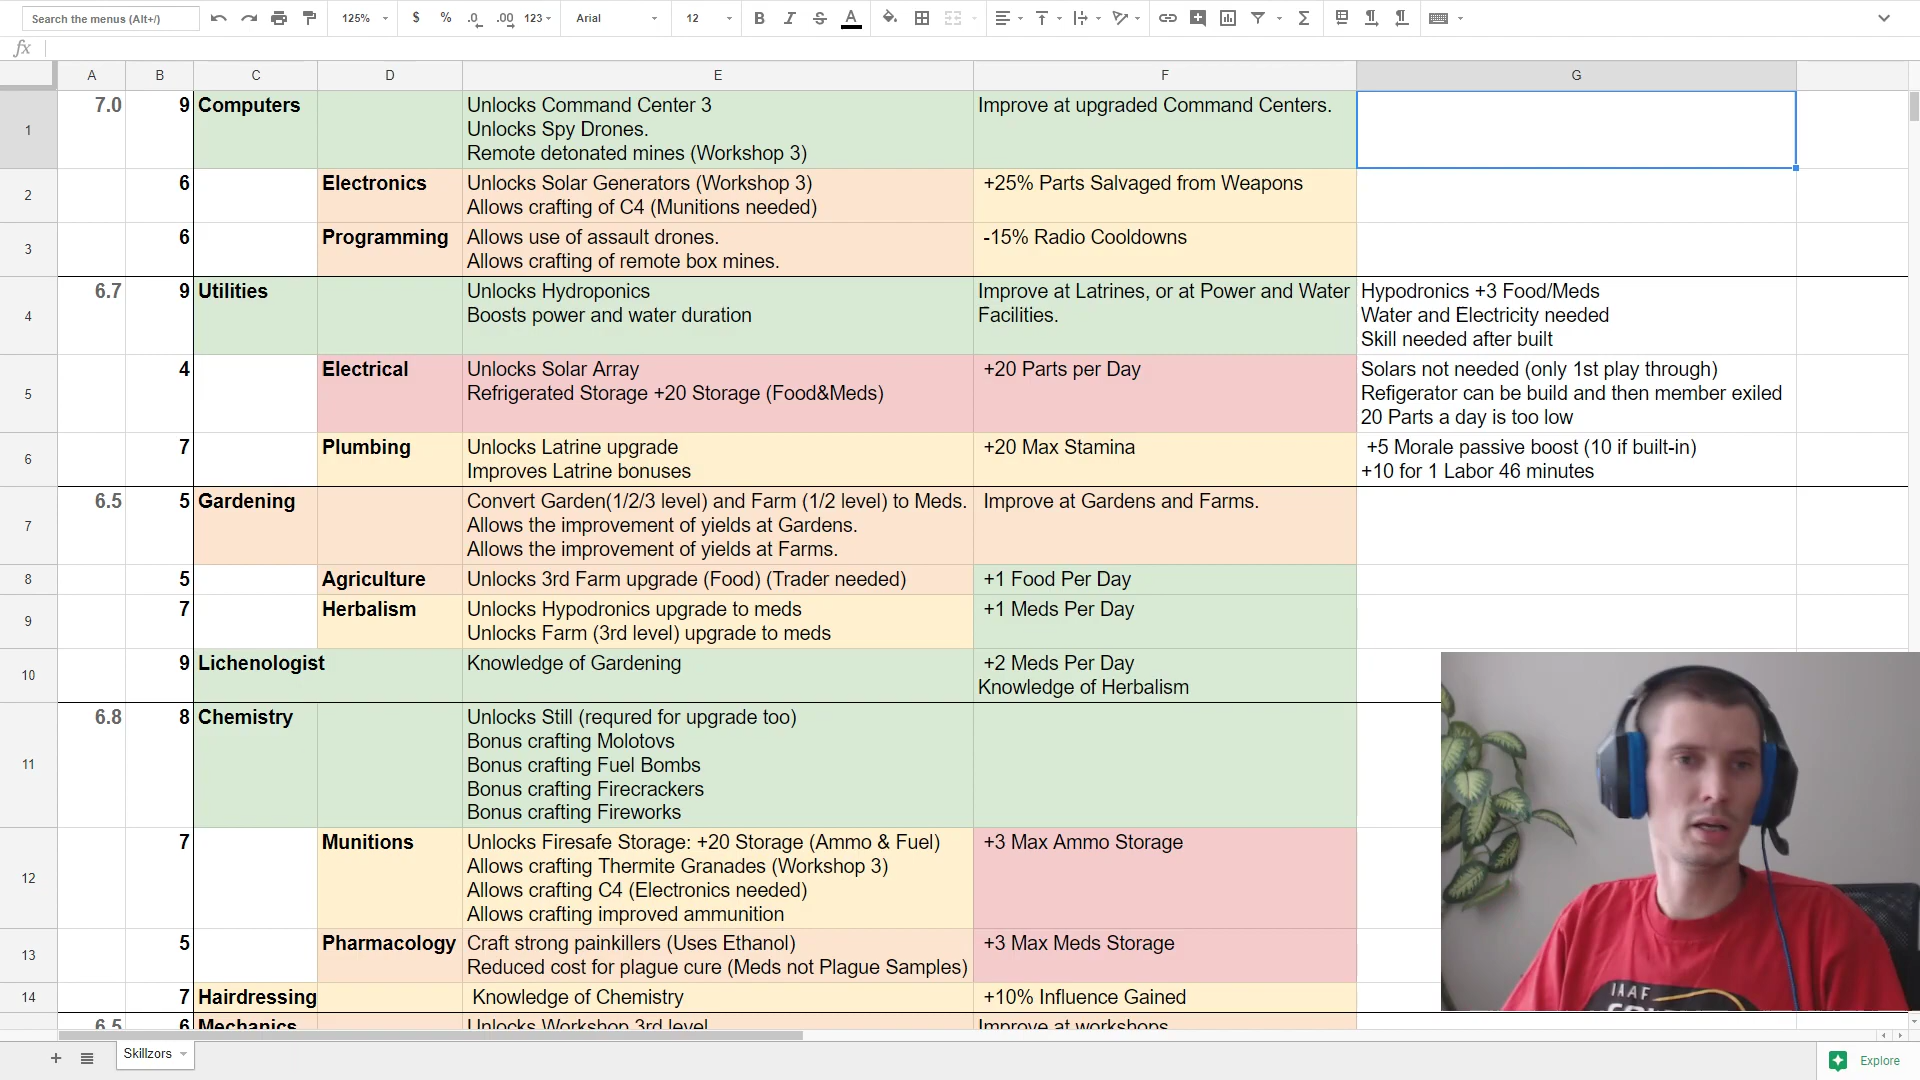 Search the menus (Alt+/)
125%
$
%
.0
.00
123
Arial
12
B
I
S
A
Σ
fx
A
B
C
D
E
F
G
1
7.0
9
Computers
Unlocks Command Center 3
Unlocks Spy Drones.
Remote detonated mines (Workshop 3)
Improve at upgraded Command Centers.
2
6
Electronics
Unlocks Solar Generators (Workshop 3)
Allows crafting of C4 (Munitions needed)
+25% Parts Salvaged from Weapons
3
6
Programming
Allows use of assault drones.
Allows crafting of remote box mines.
-15% Radio Cooldowns
4
6.7
9
Utilities
Unlocks Hydroponics
Boosts power and water duration
Improve at Latrines, or at Power and Water
Facilities.
Hypodronics +3 Food/Meds
Water and Electricity needed
Skill needed after built
5
4
Electrical
Unlocks Solar Array
Refrigerated Storage +20 Storage (Food&Meds)
+20 Parts per Day
Solars not needed (only 1st play through)
Refigerator can be build and then member exiled
20 Parts a day is too low
6
7
Plumbing
Unlocks Latrine upgrade
Improves Latrine bonuses
+20 Max Stamina
+5 Morale passive boost (10 if built-in)
+10 for 1 Labor 46 minutes
7
6.5
5
Gardening
Convert Garden(1/2/3 level) and Farm (1/2 level) to Meds.
Allows the improvement of yields at Gardens.
Allows the improvement of yields at Farms.
Improve at Gardens and Farms.
8
5
Agriculture
Unlocks 3rd Farm upgrade (Food) (Trader needed)
+1 Food Per Day
9
7
Herbalism
Unlocks Hypodronics upgrade to meds
Unlocks Farm (3rd level) upgrade to meds
+1 Meds Per Day
10
9
Lichenologist
Knowledge of Gardening
+2 Meds Per Day
Knowledge of Herbalism
11
6.8
8
Chemistry
Unlocks Still (requred for upgrade too)
Bonus crafting Molotovs
Bonus crafting Fuel Bombs
Bonus crafting Firecrackers
Bonus crafting Fireworks
12
7
Munitions
Unlocks Firesafe Storage: +20 Storage (Ammo & Fuel)
Allows crafting Thermite Granades (Workshop 3)
Allows crafting C4 (Electronics needed)
Allows crafting improved ammunition
+3 Max Ammo Storage
13
5
Pharmacology
Craft strong painkillers (Uses Ethanol)
Reduced cost for plague cure (Meds not Plague Samples)
+3 Max Meds Storage
14
7
Hairdressing
Knowledge of Chemistry
+10% Influence Gained
6.5
6
Mechanics
Unlocks Workshop 3rd level
Improve at workshops
IAAF
Skillzors
Explore